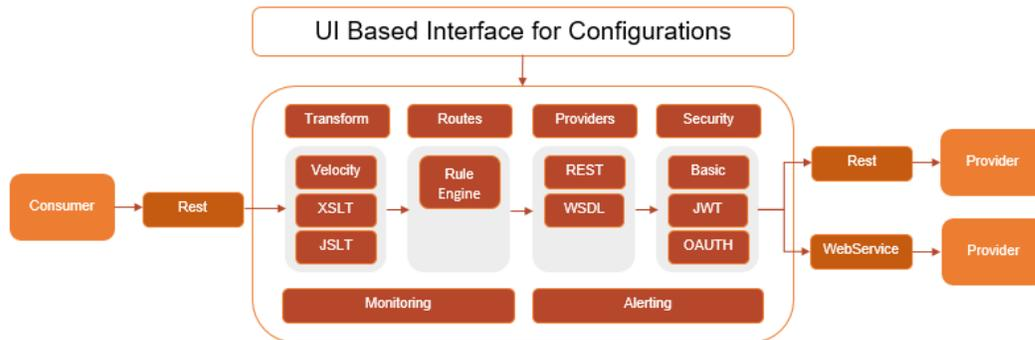 UI Based Interface for Configurations
Transform
Routes
Providers
Security
Velocity
XSLT
JSLT
Rule
Engine
REST
WSDL
Basic
JWT
OAUTH
Consumer
Rest
Rest
Provider
WebService
Provider
Monitoring
Alerting